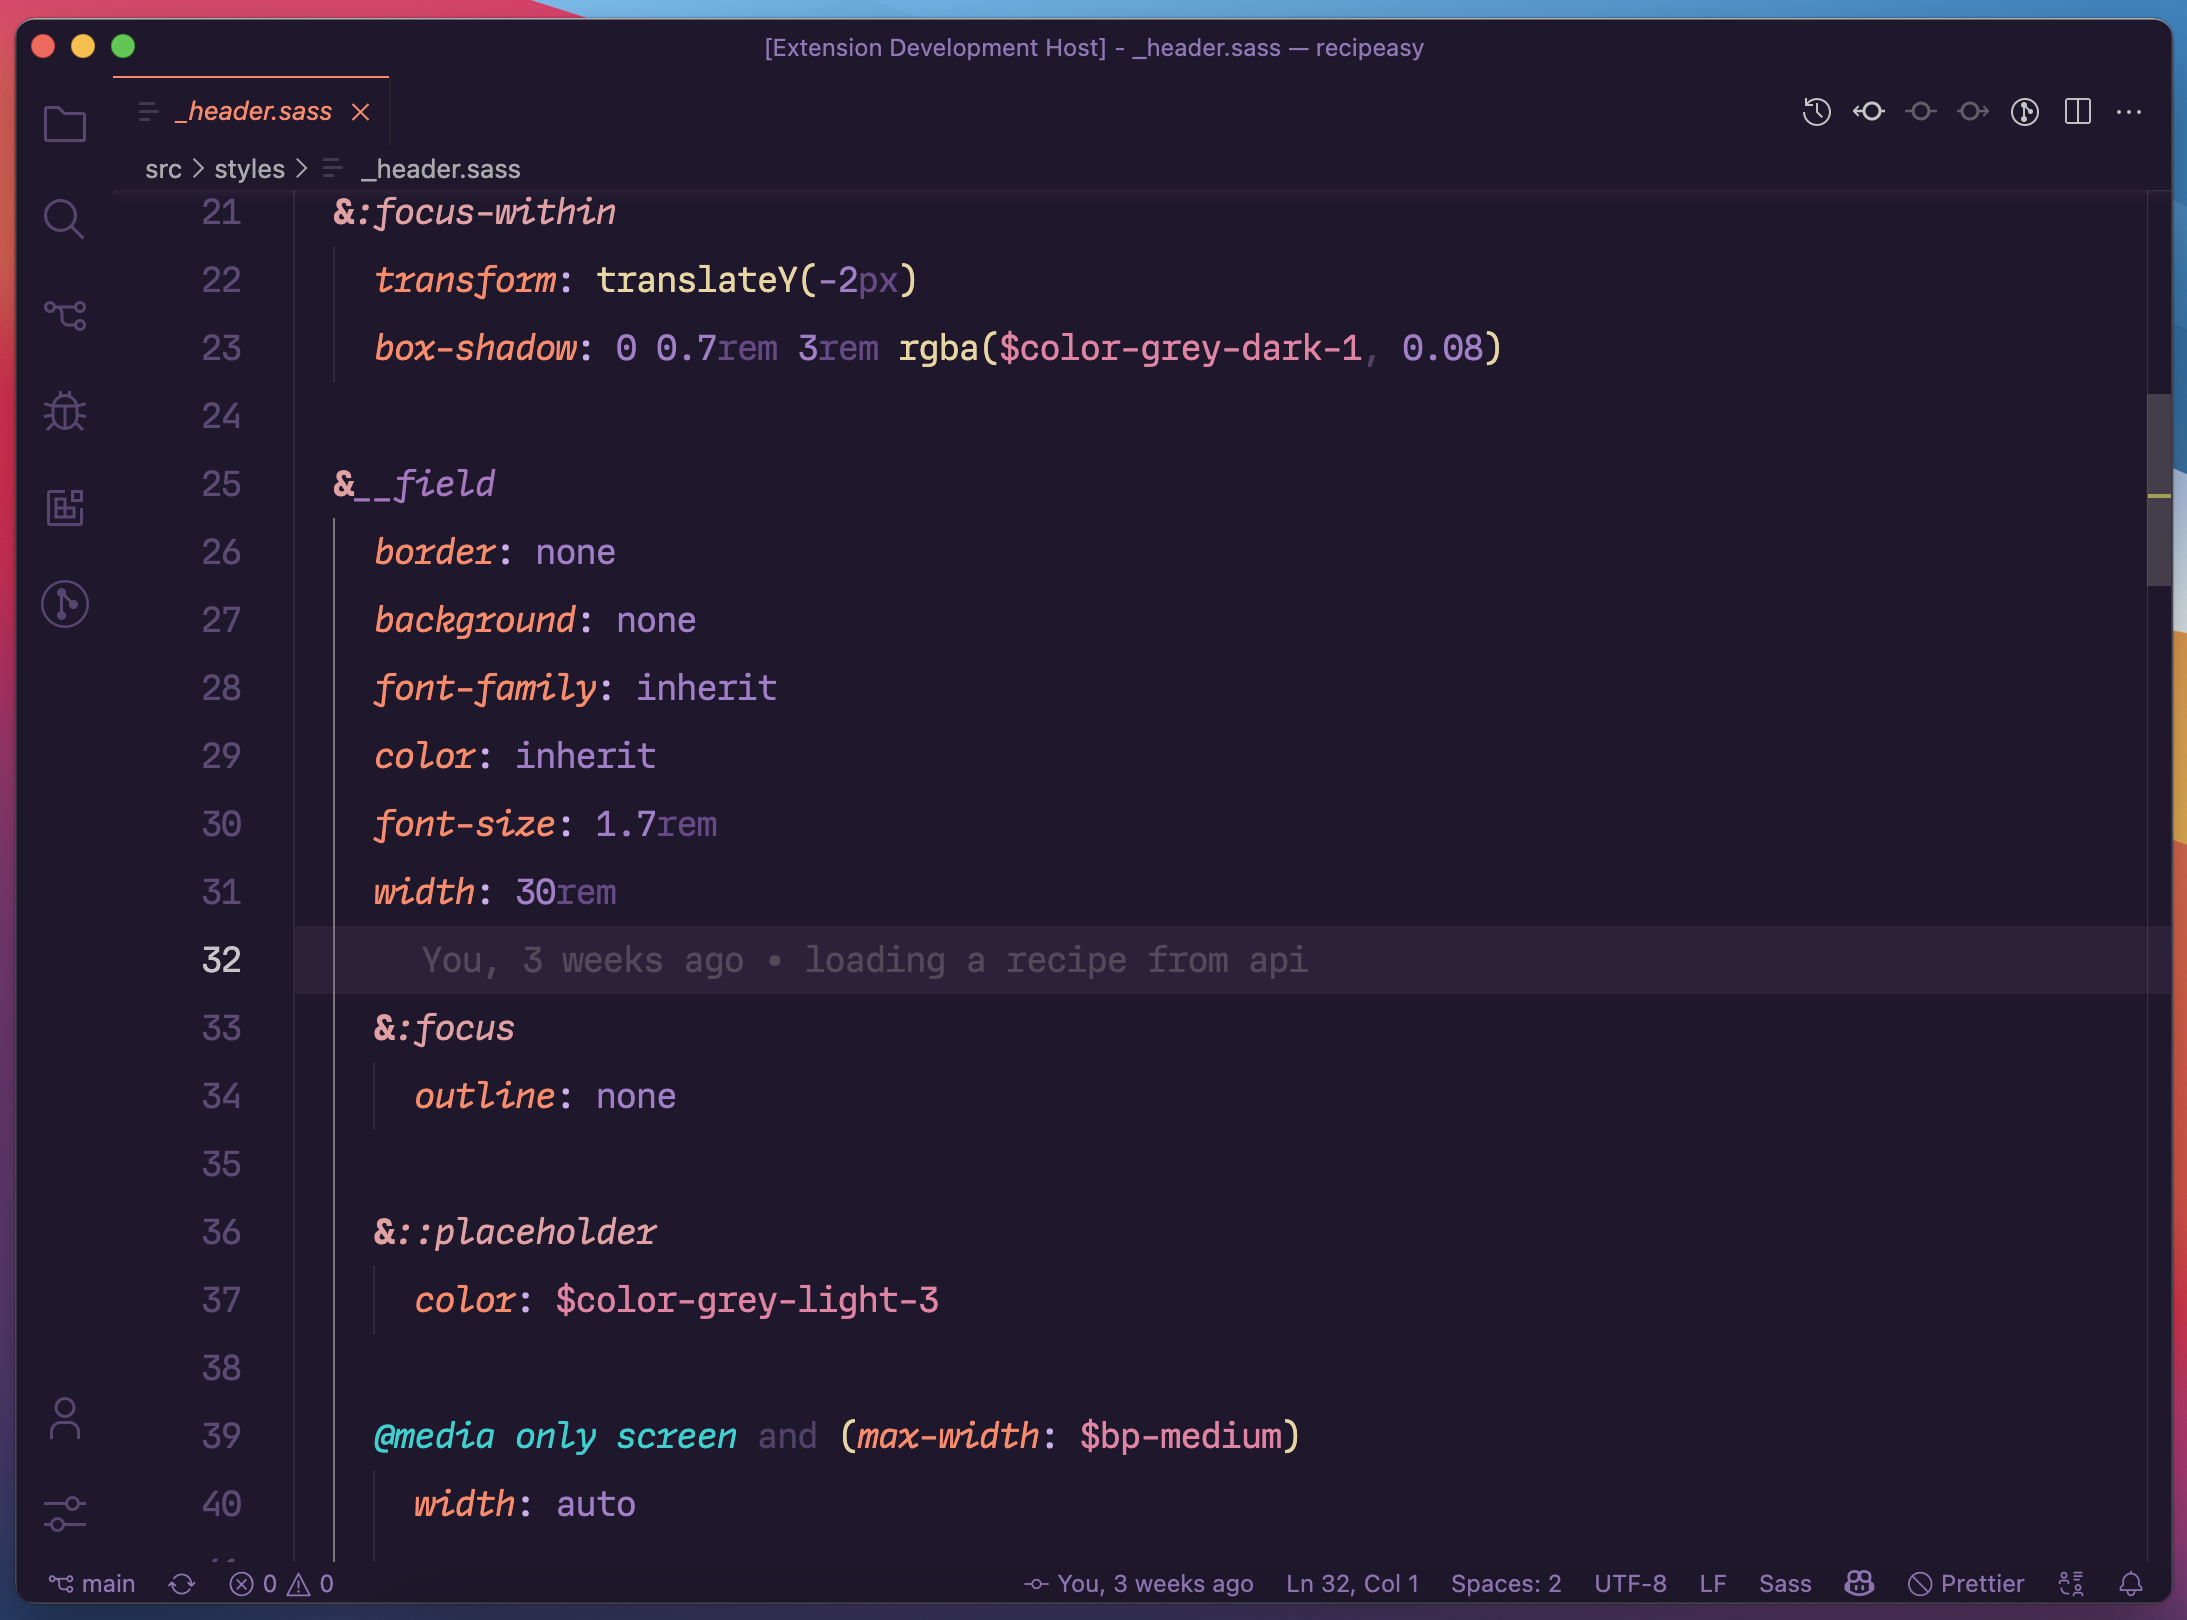 [Extension Development Host] - _header.sass — recipeasy
_header.sass
src > styles > _header.sass
21 &:focus-within
22 transform: translateY(-2px)
23 box-shadow: 0 0.7rem 3rem rgba($color-grey-dark-1, 0.08)
24
25 &__field
26 border: none
27 background: none
28 font-family: inherit
29 color: inherit
30 font-size: 1.7rem
31 width: 30rem
32 You, 3 weeks ago • loading a recipe from api
33 &:focus
34 outline: none
35
36 &::placeholder
37 color: $color-grey-light-3
38
39 @media only screen and (max-width: $bp-medium)
40 width: auto
main 0 0 You, 3 weeks ago Ln 32, Col 1 Spaces: 2 UTF-8 LF Sass Prettier